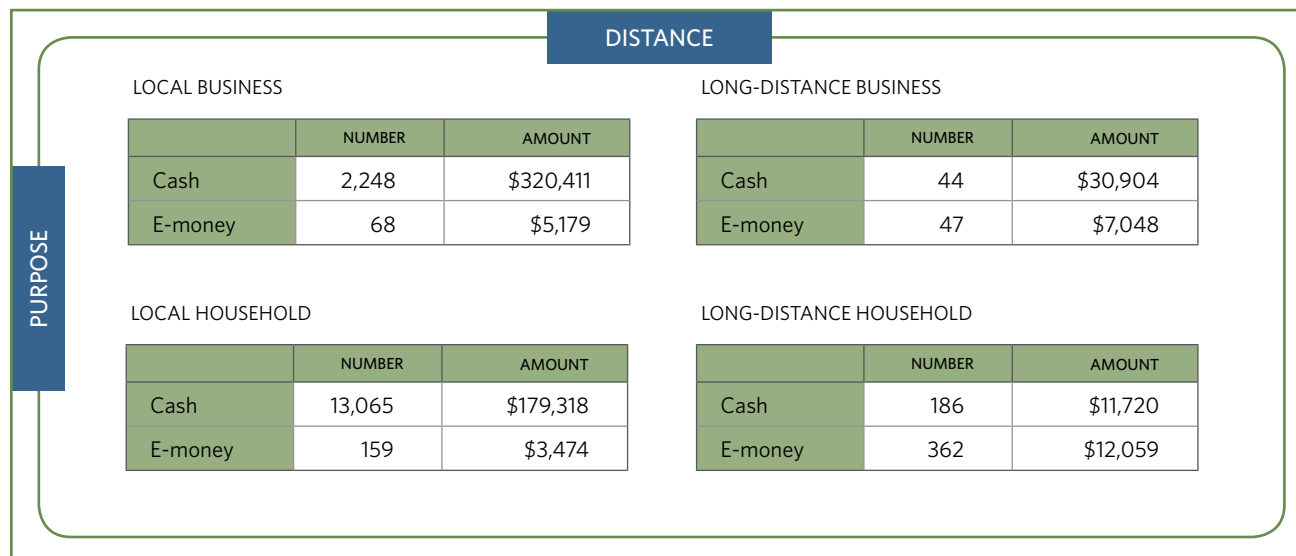 DISTANCE
PURPOSE
LOCAL BUSINESS
NUMBER AMOUNT
Cash 2,248 $320,411
E-money 68 $5,179
LONG-DISTANCE BUSINESS
NUMBER AMOUNT
Cash 44 $30,904
E-money 47 $7,048
LOCAL HOUSEHOLD
NUMBER AMOUNT
Cash 13,065 $179,318
E-money 159 $3,474
LONG-DISTANCE HOUSEHOLD
NUMBER AMOUNT
Cash 186 $11,720
E-money 362 $12,059